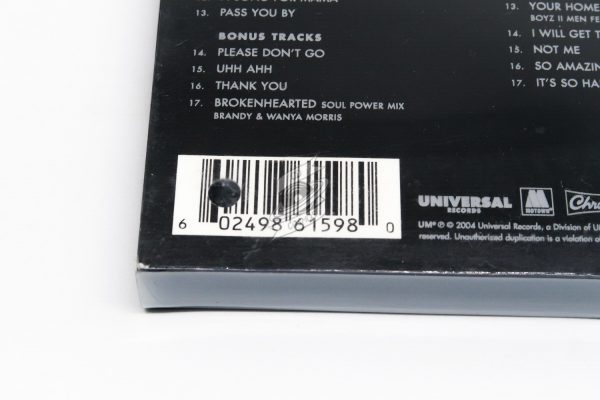 13. PASS YOU BY
BONUS TRACKS
14. PLEASE DON'T GO
15. UHH AHH
16. THANK YOU
17. BROKENHEARTED SOUL POWER MIX
BRANDY & WANYA MORRIS
13. YOUR HOME
BOYZ II MEN FE
14. I WILL GET T
15. NOT ME
16. SO AMAZIN
17. IT'S SO HA
6 02498 61598 0
UNIVERSAL
RECORDS
MOTOWN
Chro
UM® ℗ © 2004 Universal Records, a Division of U
reserved. Unauthorized duplication is a violation o